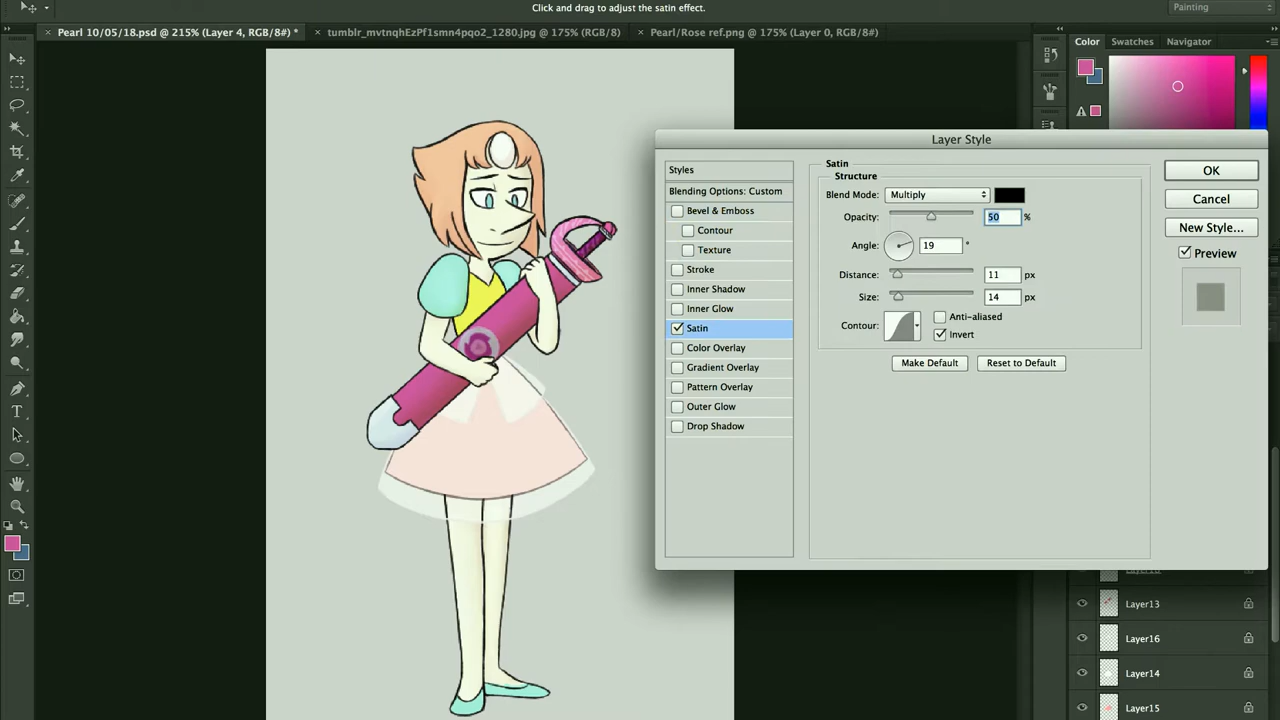 Click and drag to adjust the satin effect.
Painting
Pearl 10/05/18.psd @ 215% (Layer 4, RGB/8#) *
tumblr_mvtnqhEzPf1smn4pqo2_1280.jpg @ 175% (RGB/8)
Pearl/Rose ref.png @ 175% (Layer 0, RGB/8#)
Color
Swatches
Navigator
Layer Style
Styles
Blending Options: Custom
Bevel & Emboss
Contour
Texture
Stroke
Inner Shadow
Inner Glow
Satin
Color Overlay
Gradient Overlay
Pattern Overlay
Outer Glow
Drop Shadow
Satin
Structure
Blend Mode: Multiply
Opacity: 50 %
Angle: 19 °
Distance: 11 px
Size: 14 px
Contour: Anti-aliased
Invert
Make Default
Reset to Default
OK
Cancel
New Style...
Preview
Layer13
Layer16
Layer14
Layer15